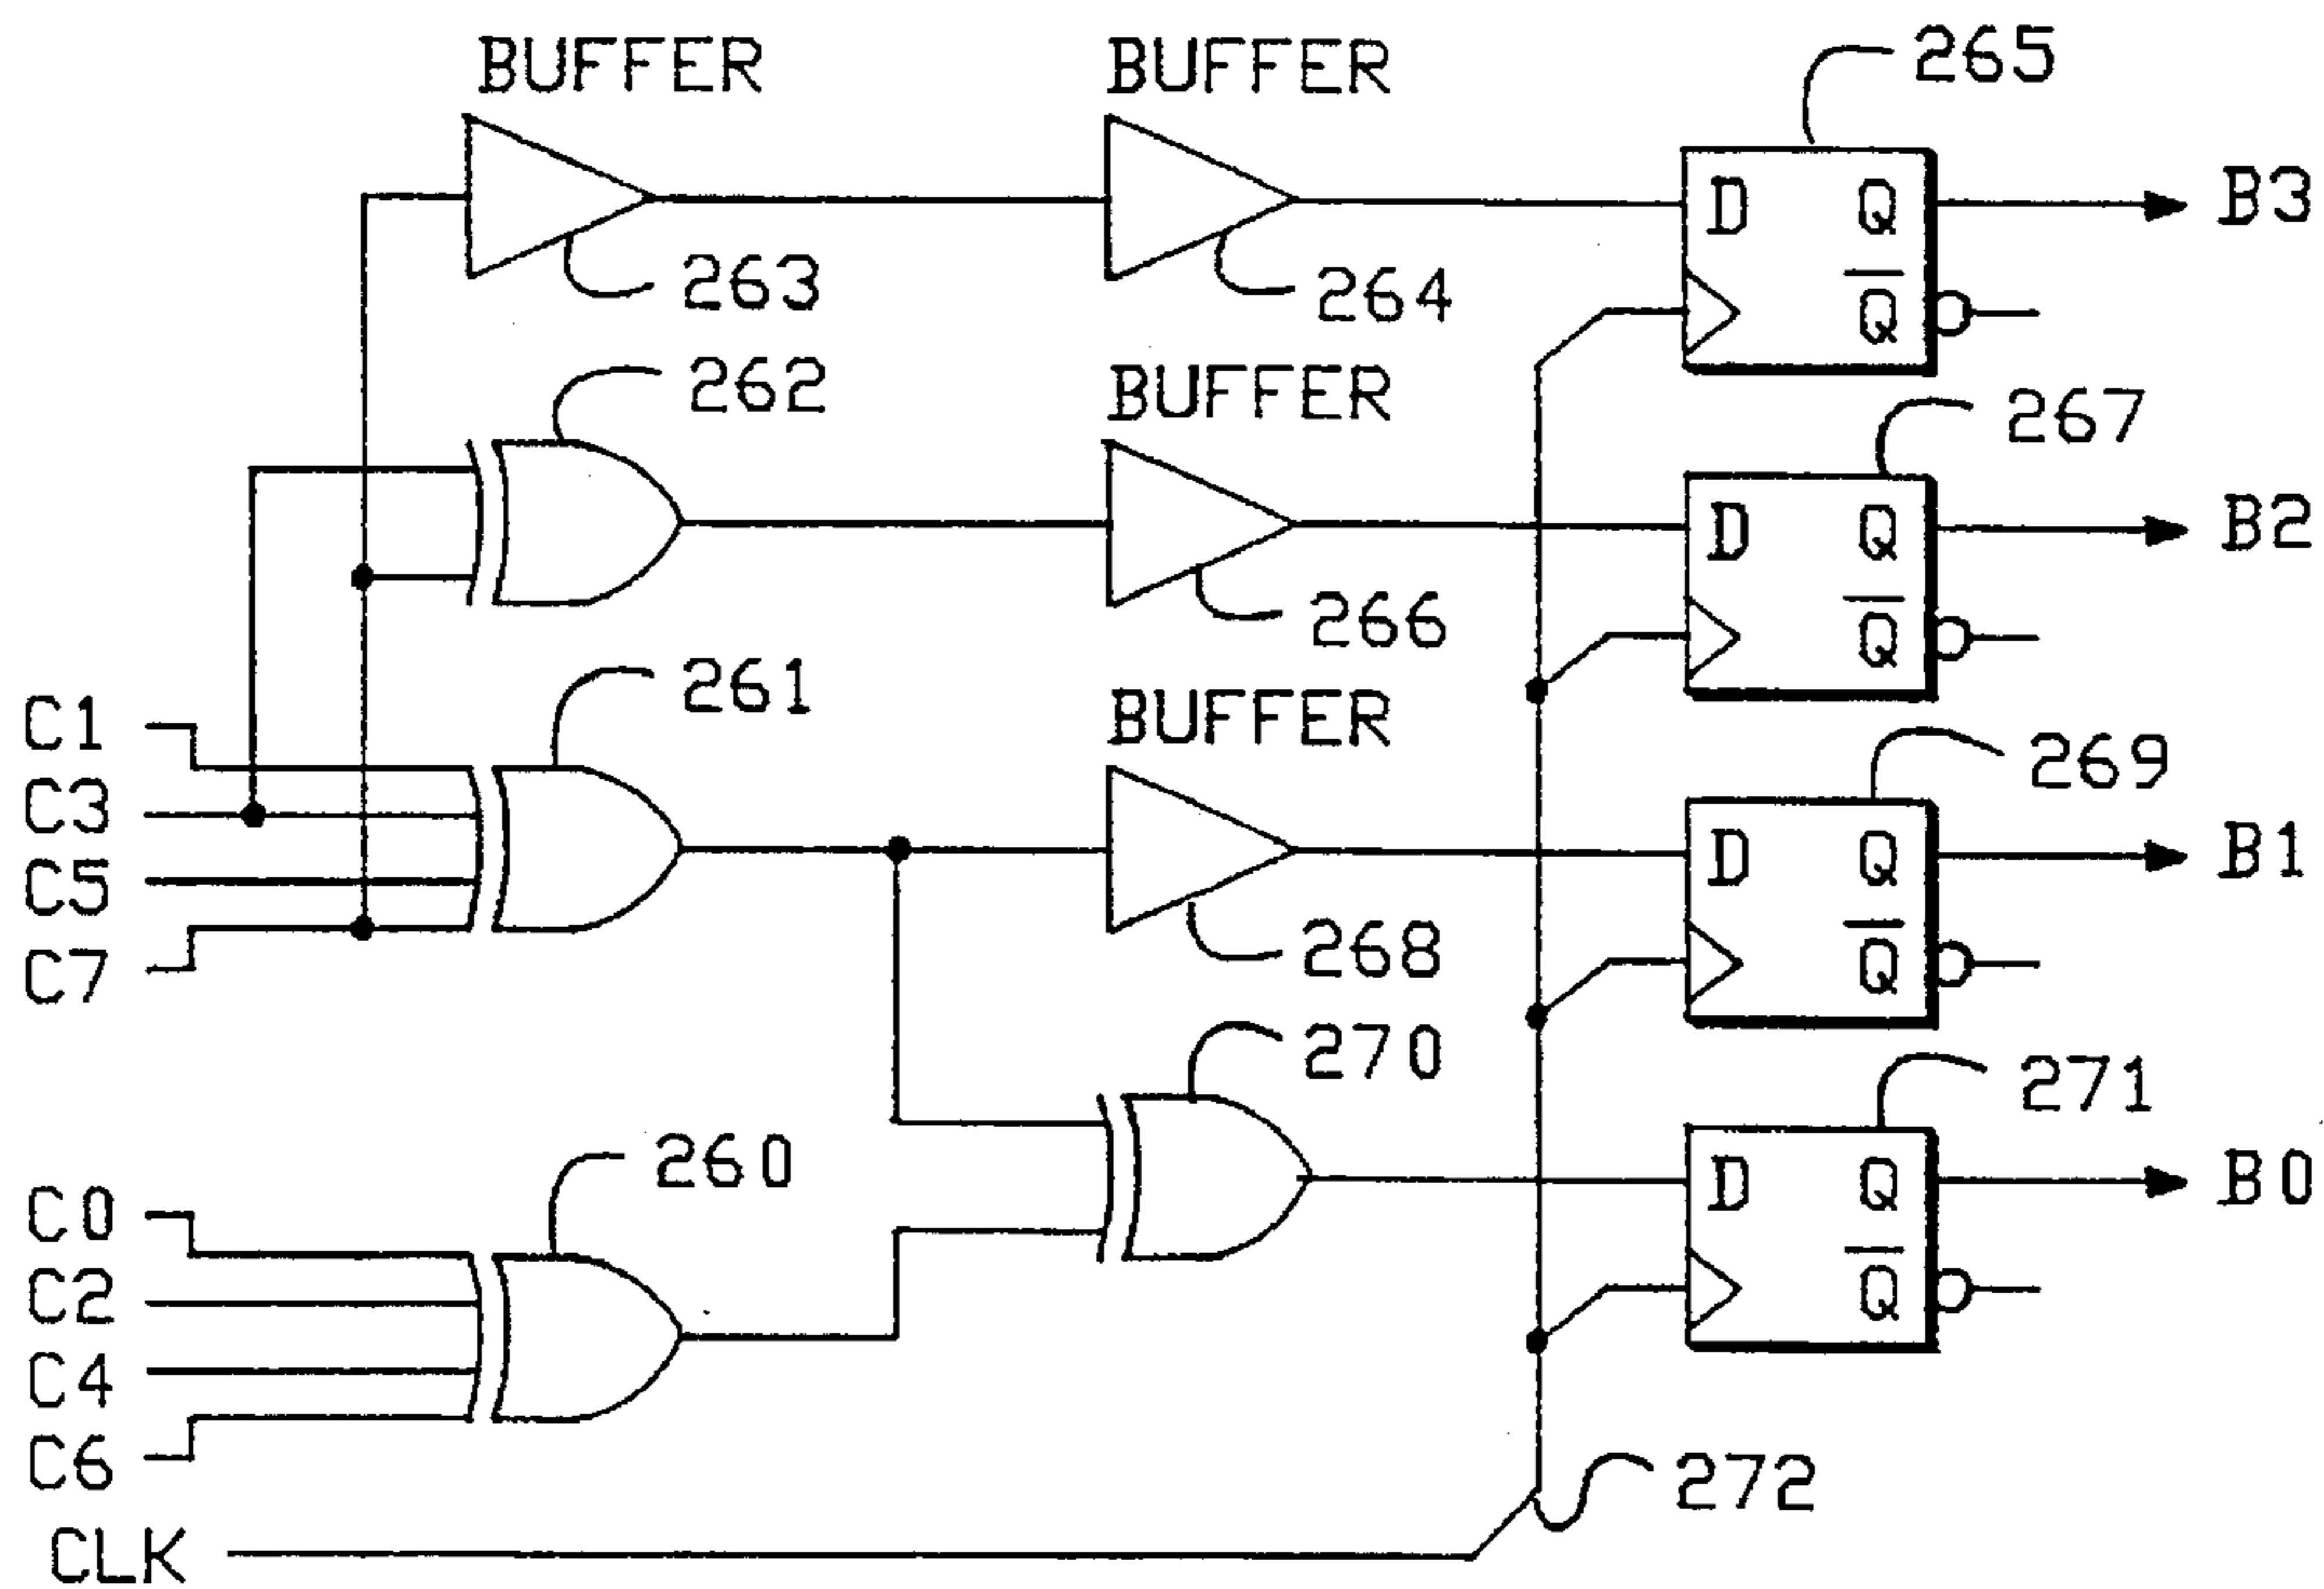 BUFFER BUFFER 265
D Q B3
263 264 Q
262 BUFFER 267
D Q B2
266 Q
261 BUFFER 269
C1
C3
C5 D Q B1
C7 268 Q
270 271
260 D Q B0
C0
C2 Q
C4
C6 272
CLK